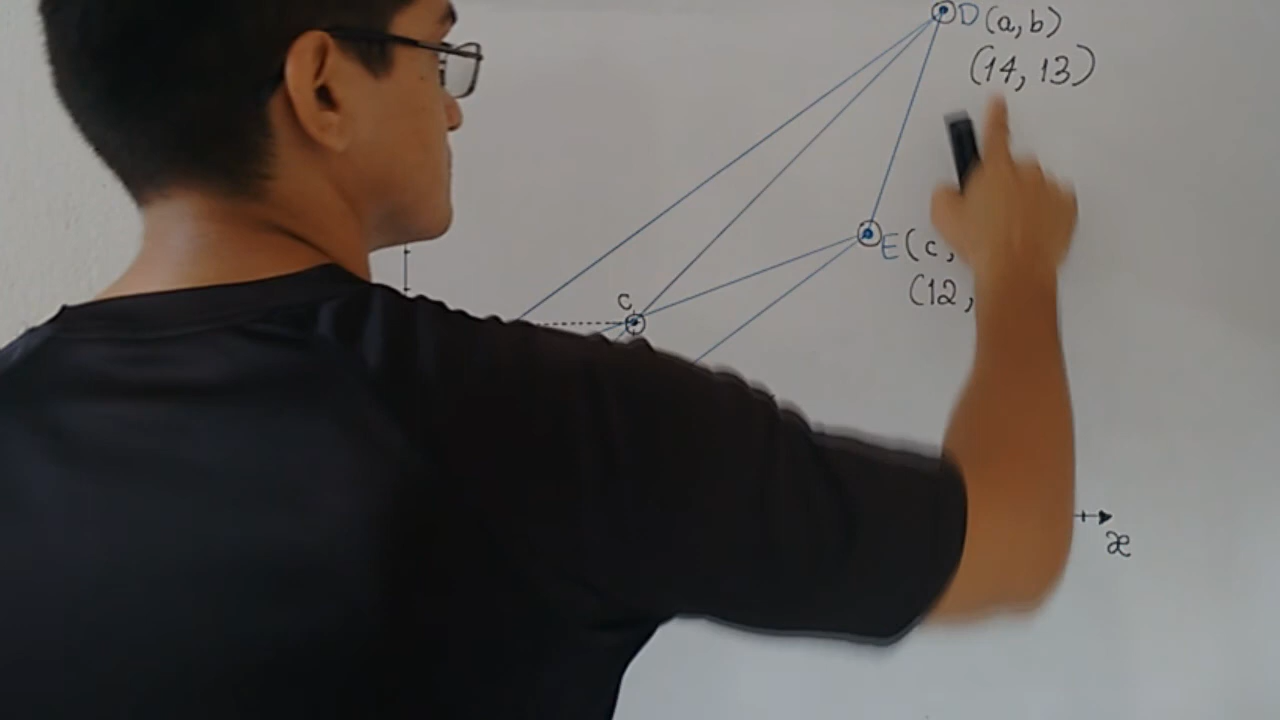 D (a, b)
(14, 13)
E (c,
(12,
C
x